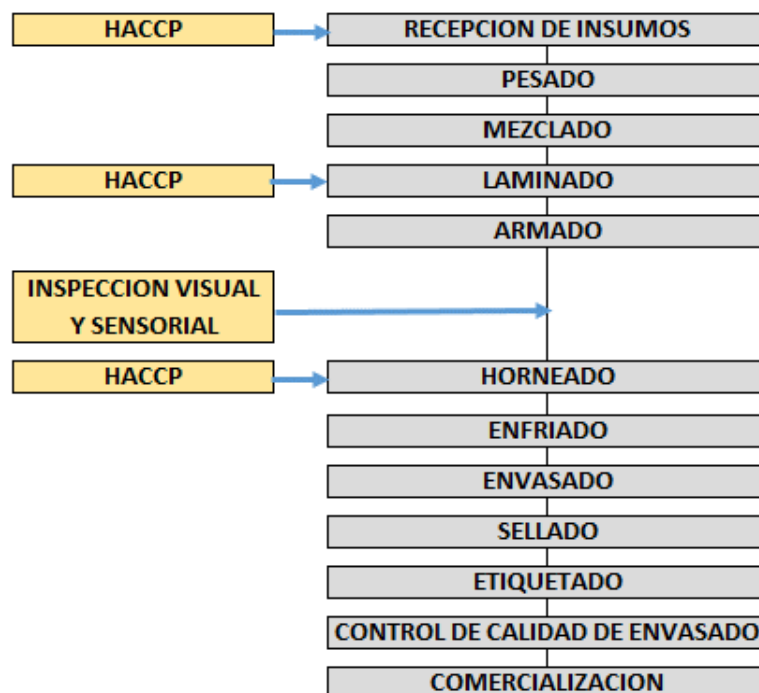 HACCP
RECEPCION DE INSUMOS
PESADO
MEZCLADO
HACCP
LAMINADO
ARMADO
INSPECCION VISUAL
Y SENSORIAL
HACCP
HORNEADO
ENFRIADO
ENVASADO
SELLADO
ETIQUETADO
CONTROL DE CALIDAD DE ENVASADO
COMERCIALIZACION